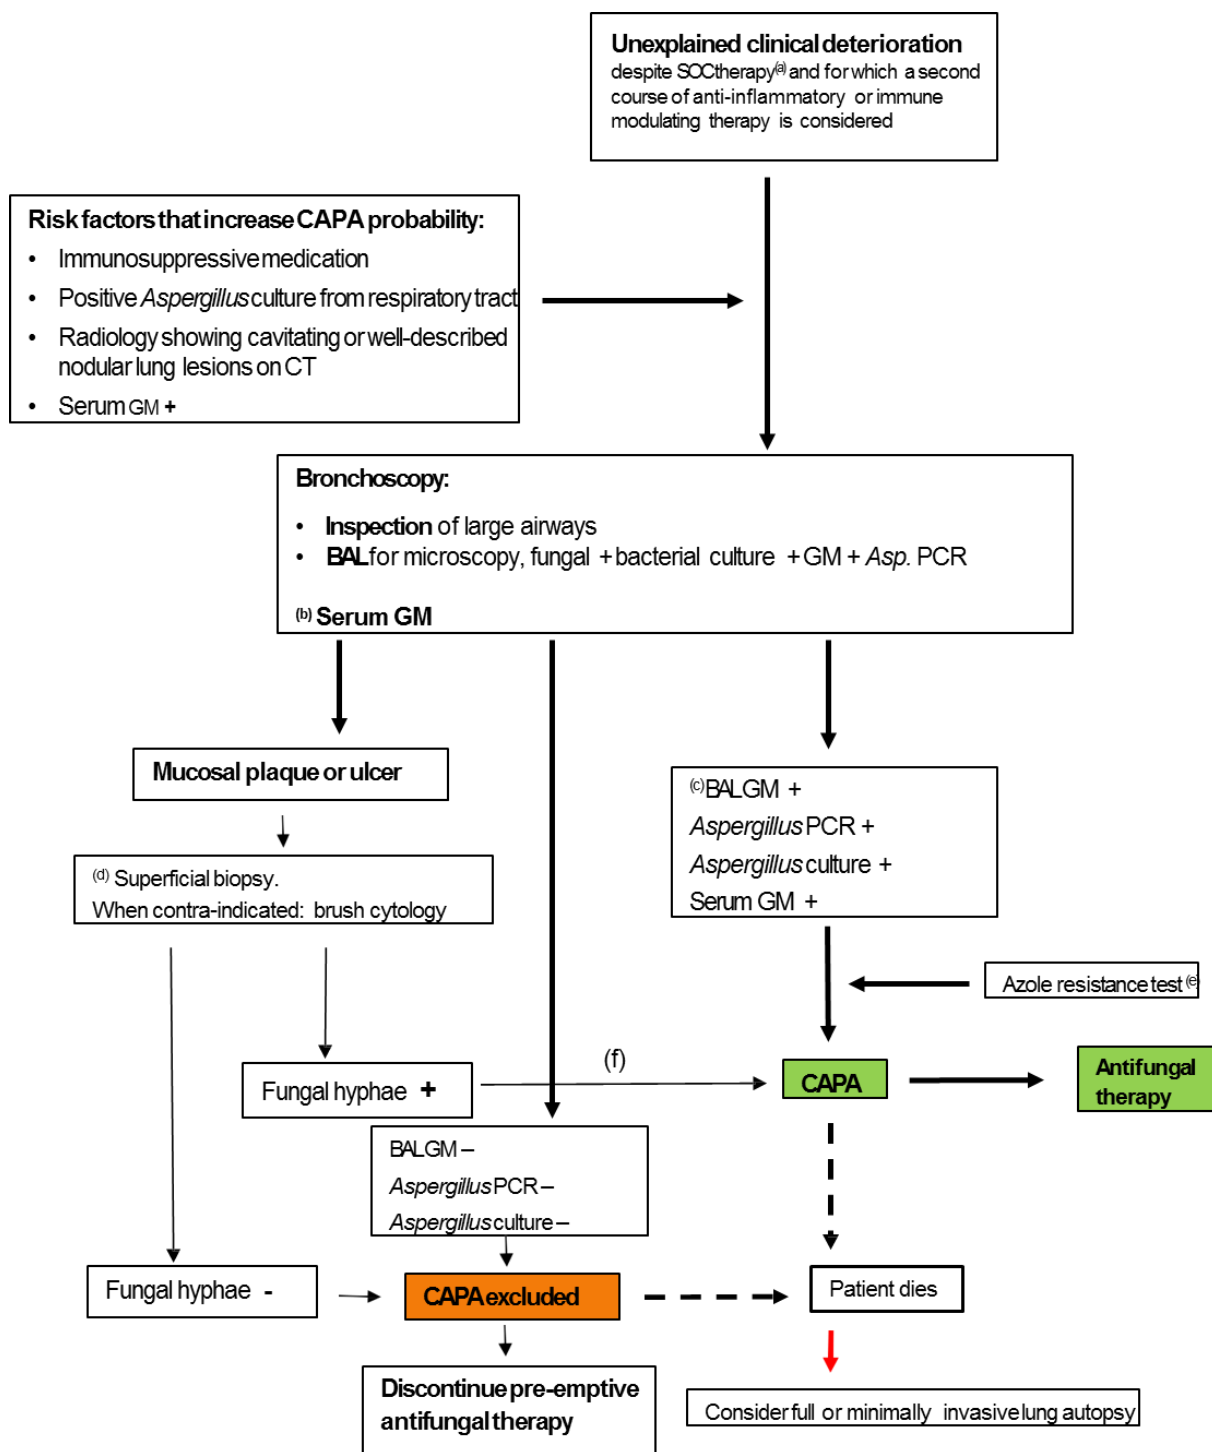 Unexplained clinical deterioration
despite SOCtherapy(a) and for which a second
course of anti-inflammatory or immune
modulating therapy is considered
Risk factors that increase CAPA probability:
• Immunosuppressive medication
• Positive Aspergillus culture from respiratory tract
• Radiology showing cavitating or well-described
nodular lung lesions on CT
• Serum GM +
Bronchoscopy:
• Inspection of large airways
• BAL for microscopy, fungal + bacterial culture + GM + Asp. PCR
(b) Serum GM
Mucosal plaque or ulcer
(d) Superficial biopsy.
When contra-indicated: brush cytology
(c) BAL GM +
Aspergillus PCR +
Aspergillus culture +
Serum GM +
Azole resistance test (e)
Fungal hyphae +
(f)
CAPA
Antifungal
therapy
BAL GM –
Aspergillus PCR –
Aspergillus culture –
Fungal hyphae -
CAPA excluded
Patient dies
Discontinue pre-emptive
antifungal therapy
Consider full or minimally invasive lung autopsy